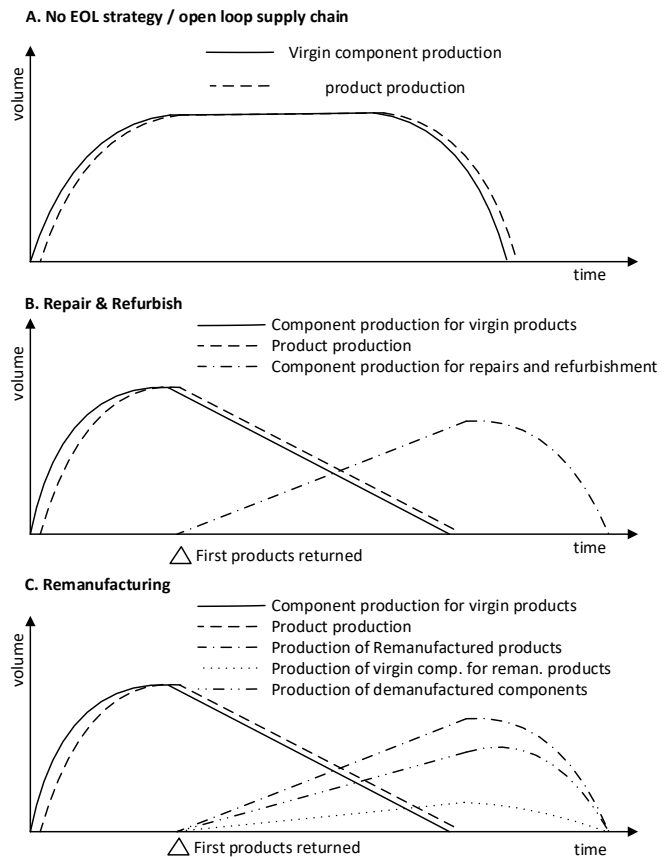 A. No EOL strategy / open loop supply chain
Virgin component production
product production
volume
time
B. Repair & Refurbish
Component production for virgin products
Product production
Component production for repairs and refurbishment
volume
time
First products returned
C. Remanufacturing
Component production for virgin products
Product production
Production of Remanufactured products
Production of virgin comp. for reman. products
Production of demanufactured components
volume
First products returned
time